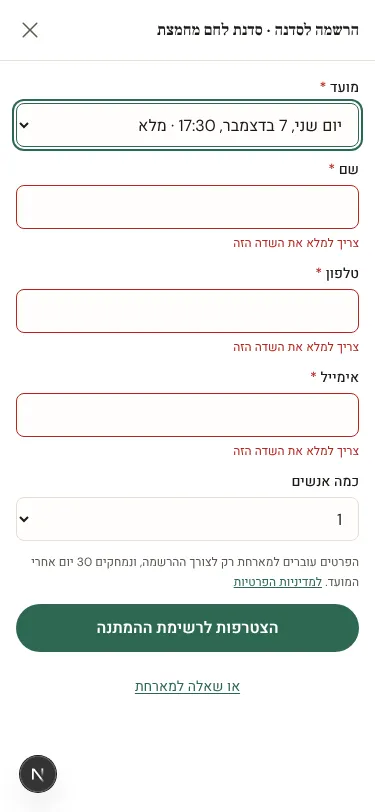 הרשמה לסדנה · סדנת לחם מחמצת
מועד *
יום שני, 7 בדצמבר, 17:30 · מלא
שם *
צריך למלא את השדה הזה
טלפון *
צריך למלא את השדה הזה
אימייל *
צריך למלא את השדה הזה
כמה אנשים
1
הפרטים עוברים למארחת רק לצורך ההרשמה, ונמחקים 30 יום אחרי
המועד. למדיניות הפרטיות
הצטרפות לרשימת ההמתנה
או שאלה למארחת
N